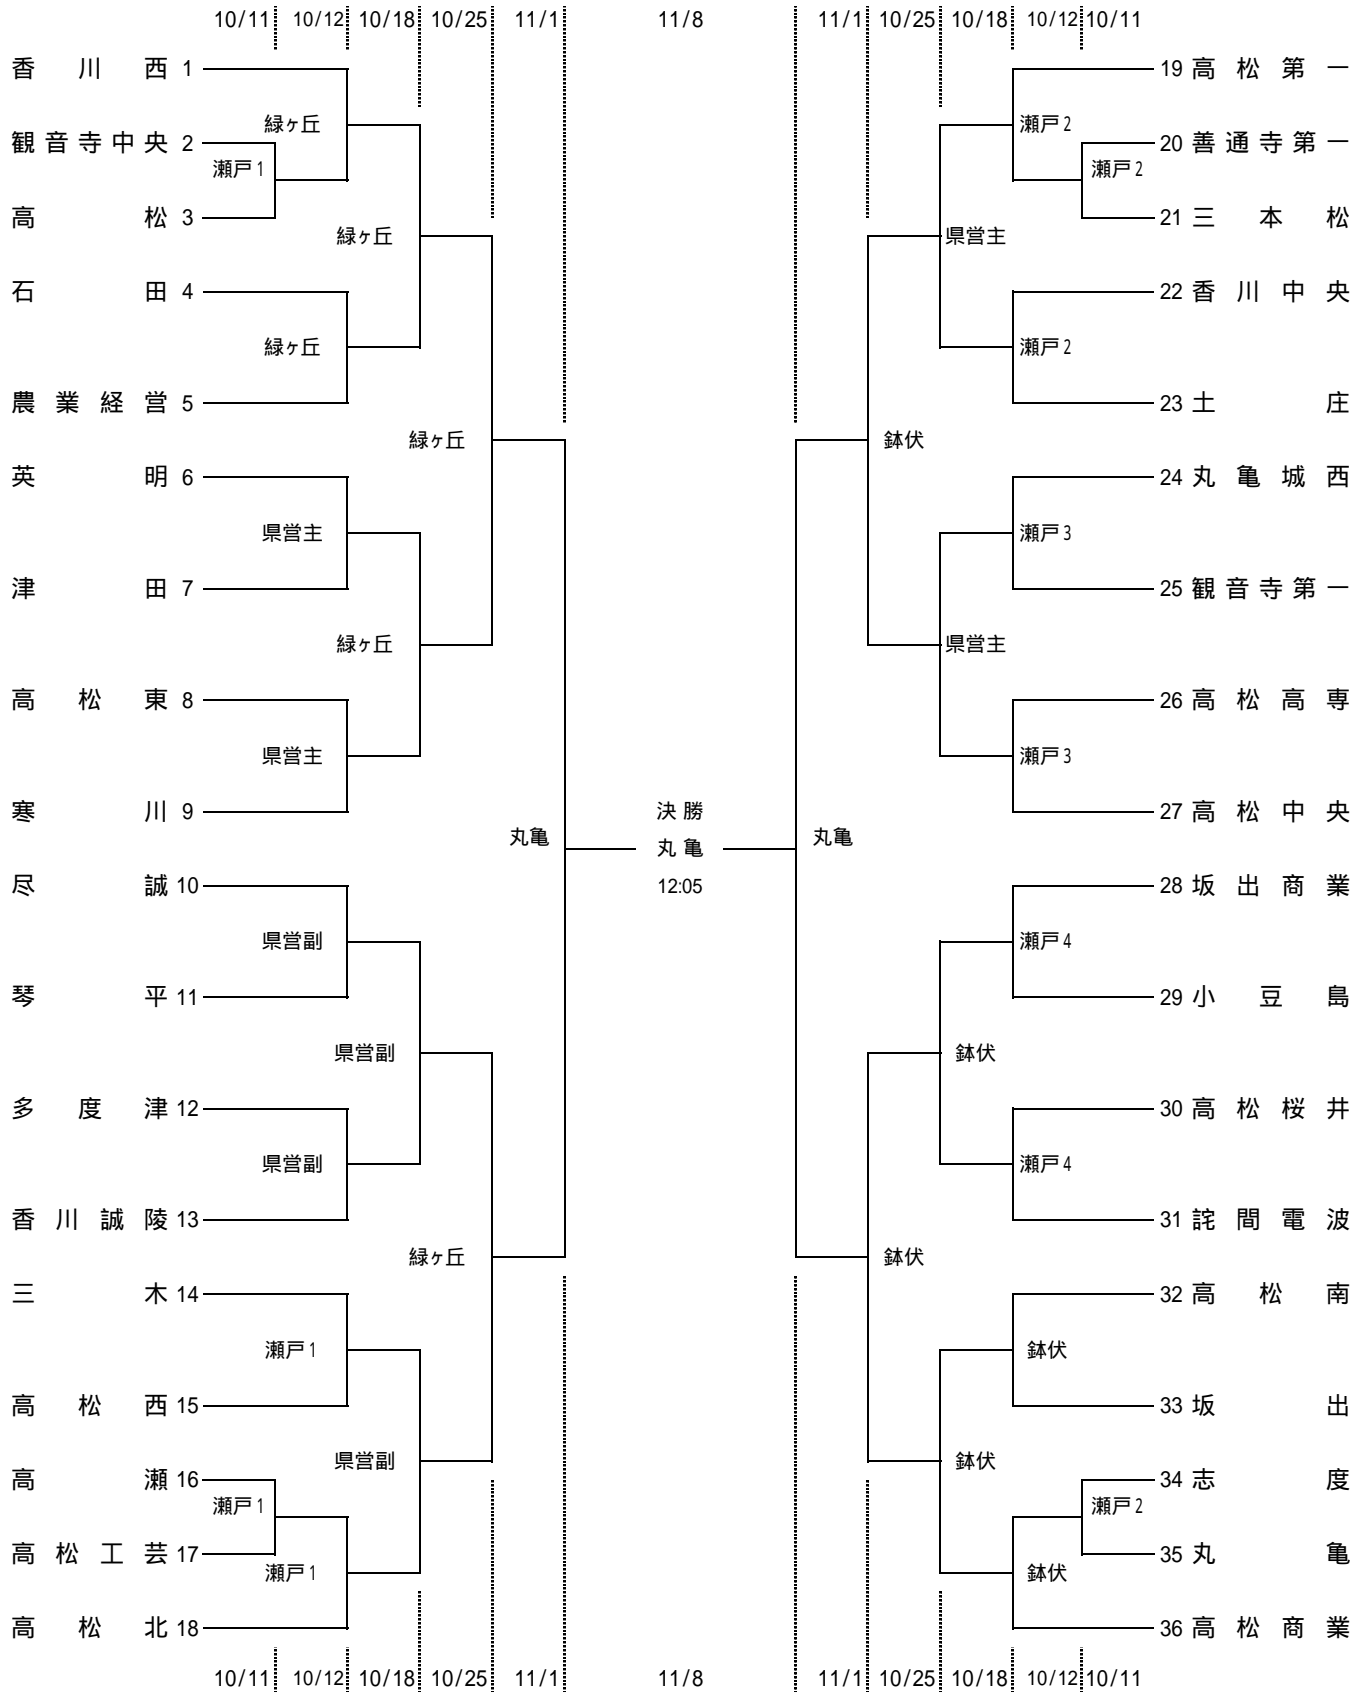 10/11 10/12 10/18 10/25 11/1 11/8 11/1 10/25 10/18 10/12 10/11
香川西 1 19 高松第一
緑ヶ丘 瀬戸2
観音寺中央 2 20 善通寺第一
瀬戸1 瀬戸2
高松 3 21 三本松
緑ヶ丘 県営主
石田 4 22 香川中央
緑ヶ丘 瀬戸2
農業経営 5 23 土庄
緑ヶ丘 鉢伏
英明 6 24 丸亀城西
県営主 瀬戸3
津田 7 25 観音寺第一
緑ヶ丘 県営主
高松東 8 26 高松高専
県営主 瀬戸3
寒川 9 決勝 27 高松中央
丸亀 丸亀 丸亀
尽誠 10 12:05 28 坂出商業
県営副 瀬戸4
琴平 11 29 小豆島
県営副 鉢伏
多度津 12 30 高松桜井
県営副 瀬戸4
香川誠陵 13 31 詫間電波
緑ヶ丘 鉢伏
三木 14 32 高松南
瀬戸1 鉢伏
高松西 15 33 坂出
県営副 鉢伏
高瀬 16 34 志度
瀬戸1 瀬戸2
高松工芸 17 35 丸亀
瀬戸1 鉢伏
高松北 18 36 高松商業
10/11 10/12 10/18 10/25 11/1 11/8 11/1 10/25 10/18 10/12 10/11